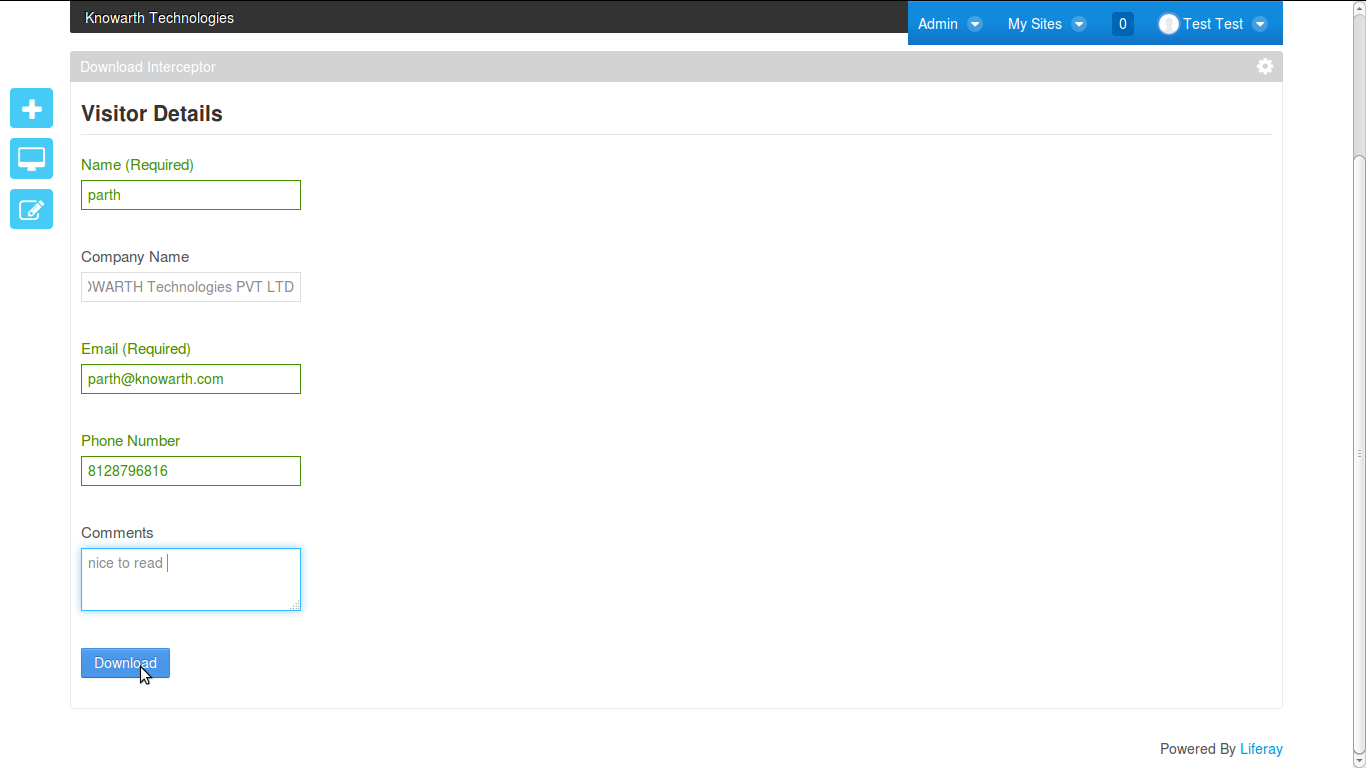 Knowarth Technologies
Admin My Sites 0 Test Test
Download Interceptor
Visitor Details
Name (Required)
parth
Company Name
WARTH Technologies PVT LTD
Email (Required)
parth@knowarth.com
Phone Number
8128796816
Comments
nice to read
Download
Powered By Liferay